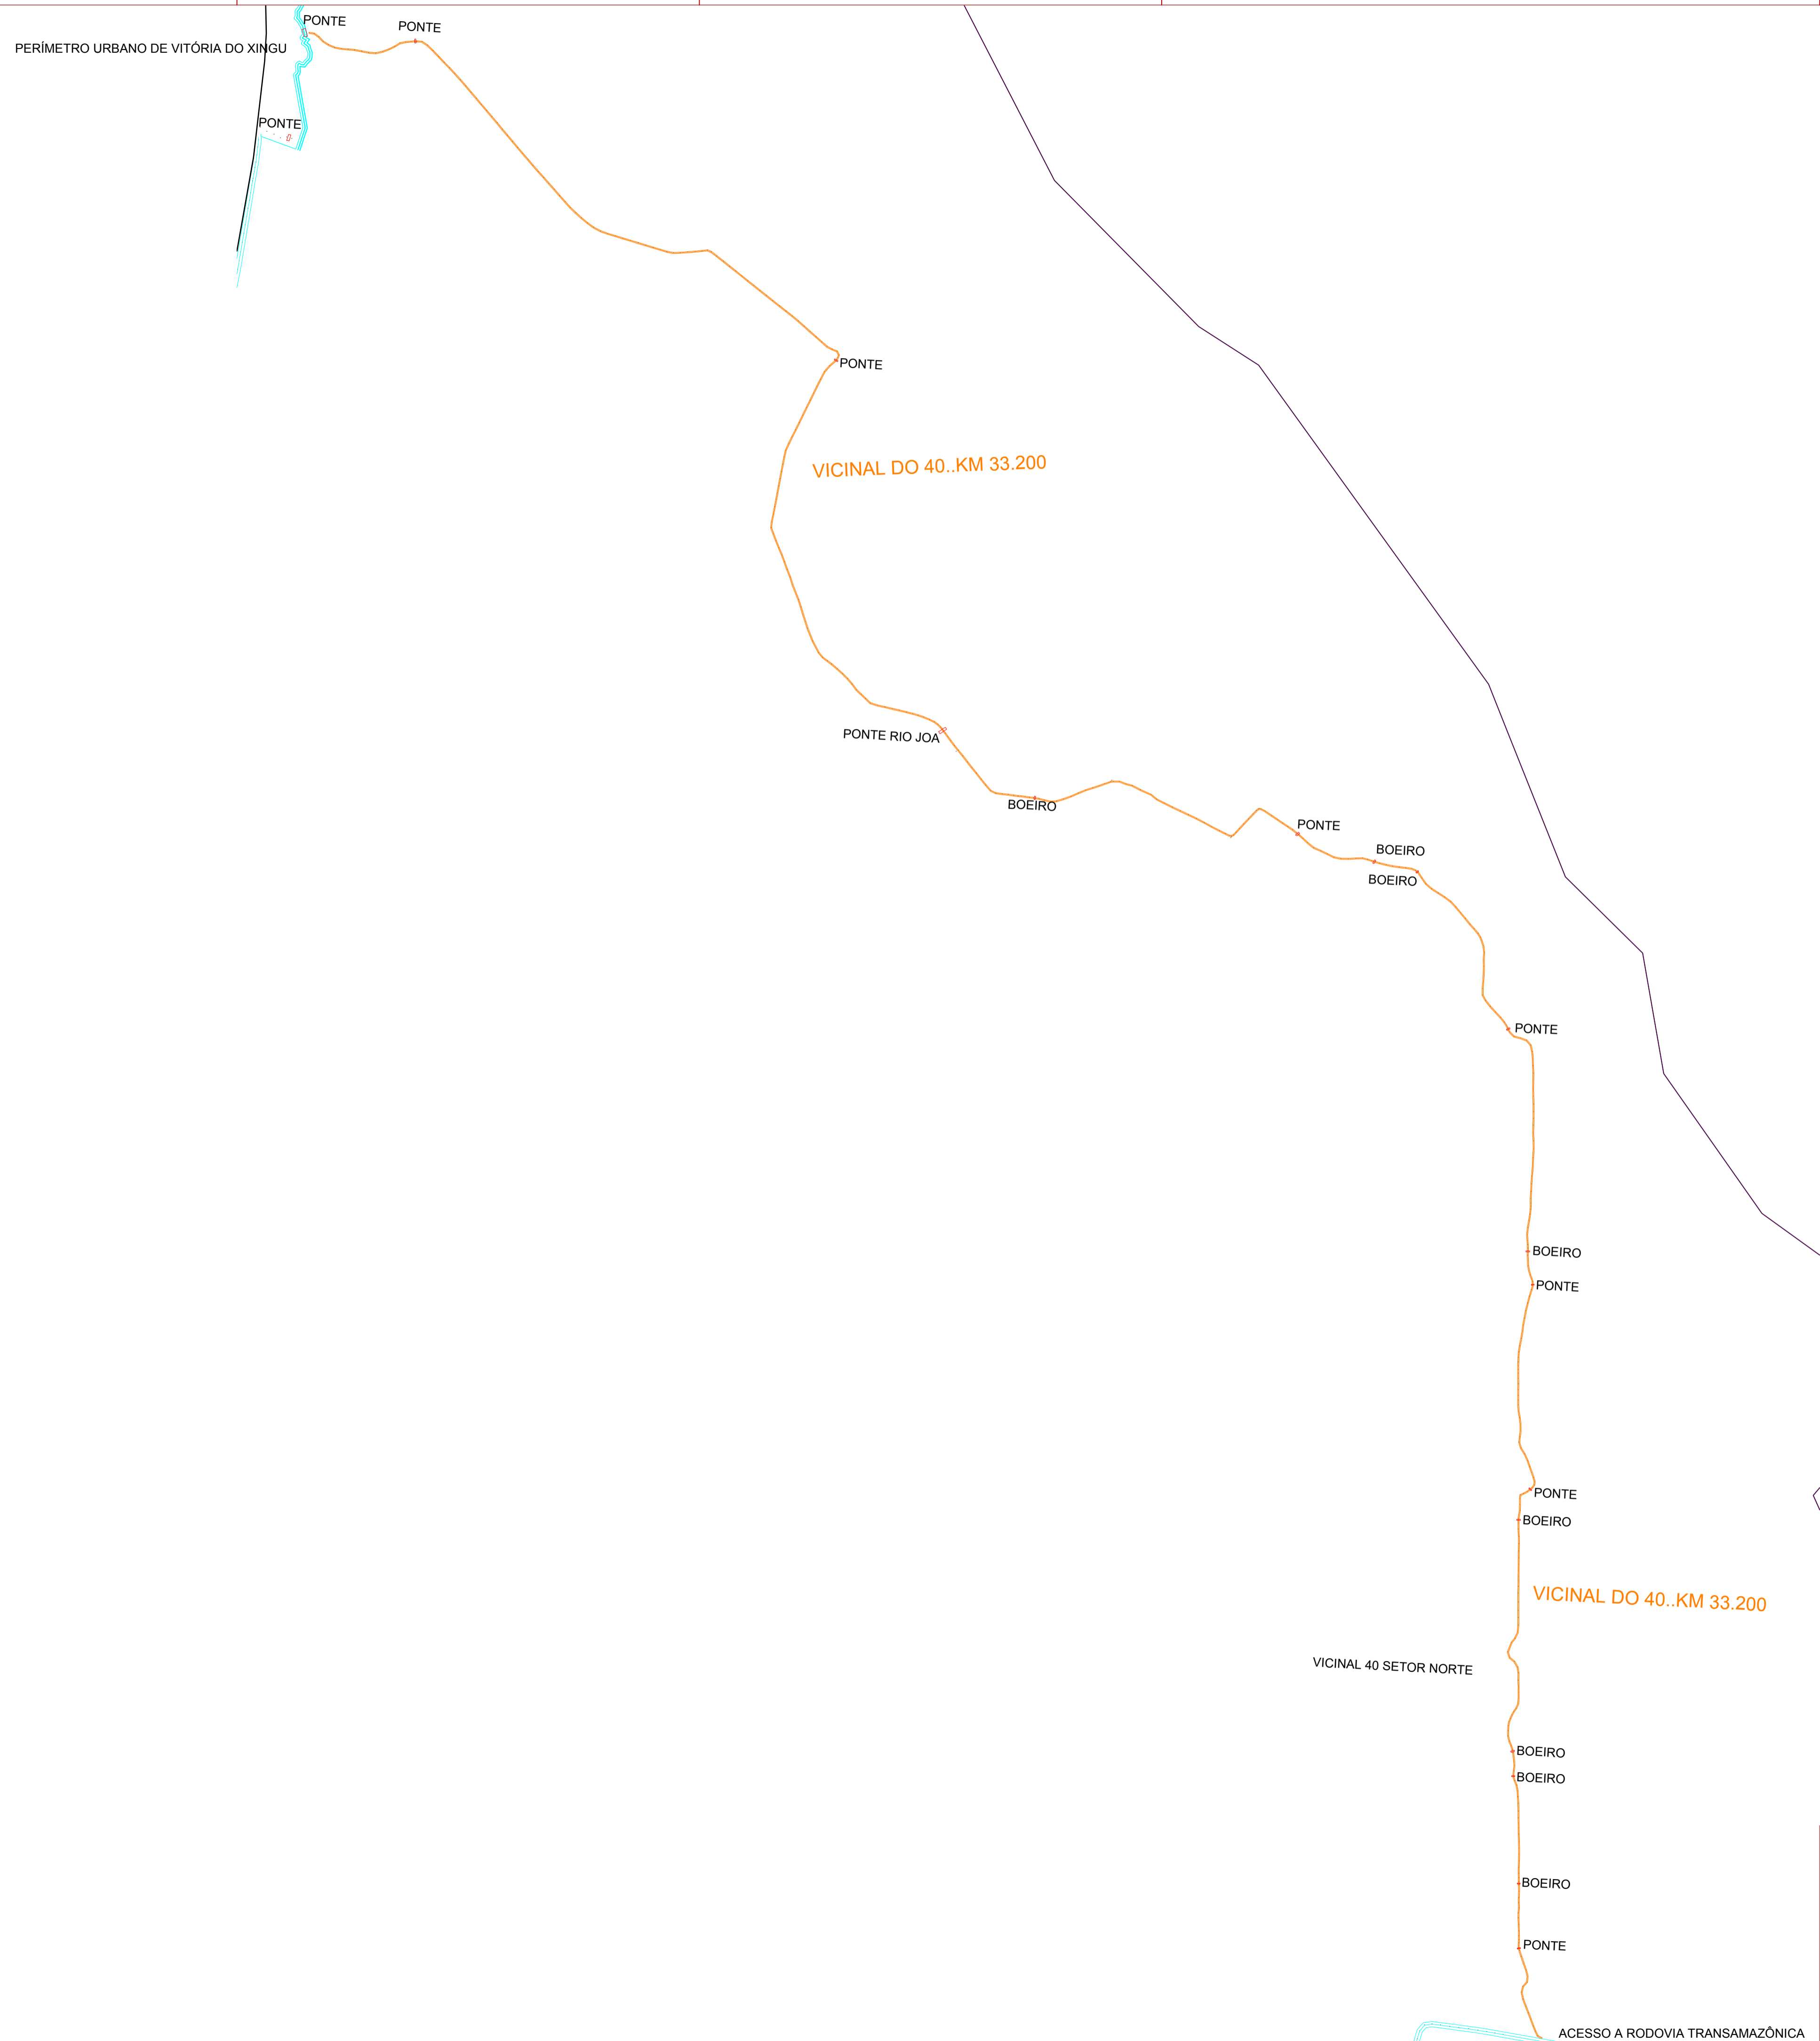 PONTE
PONTE
PERÍMETRO URBANO DE VITÓRIA DO XINGU
PONTE
PONTE
VICINAL DO 40..KM 33.200
PONTE RIO JOA
BOEIRO
PONTE
BOEIRO
BOEIRO
PONTE
BOEIRO
PONTE
PONTE
BOEIRO
VICINAL DO 40..KM 33.200
VICINAL 40 SETOR NORTE
BOEIRO
BOEIRO
BOEIRO
PONTE
ACESSO A RODOVIA TRANSAMAZÔNICA